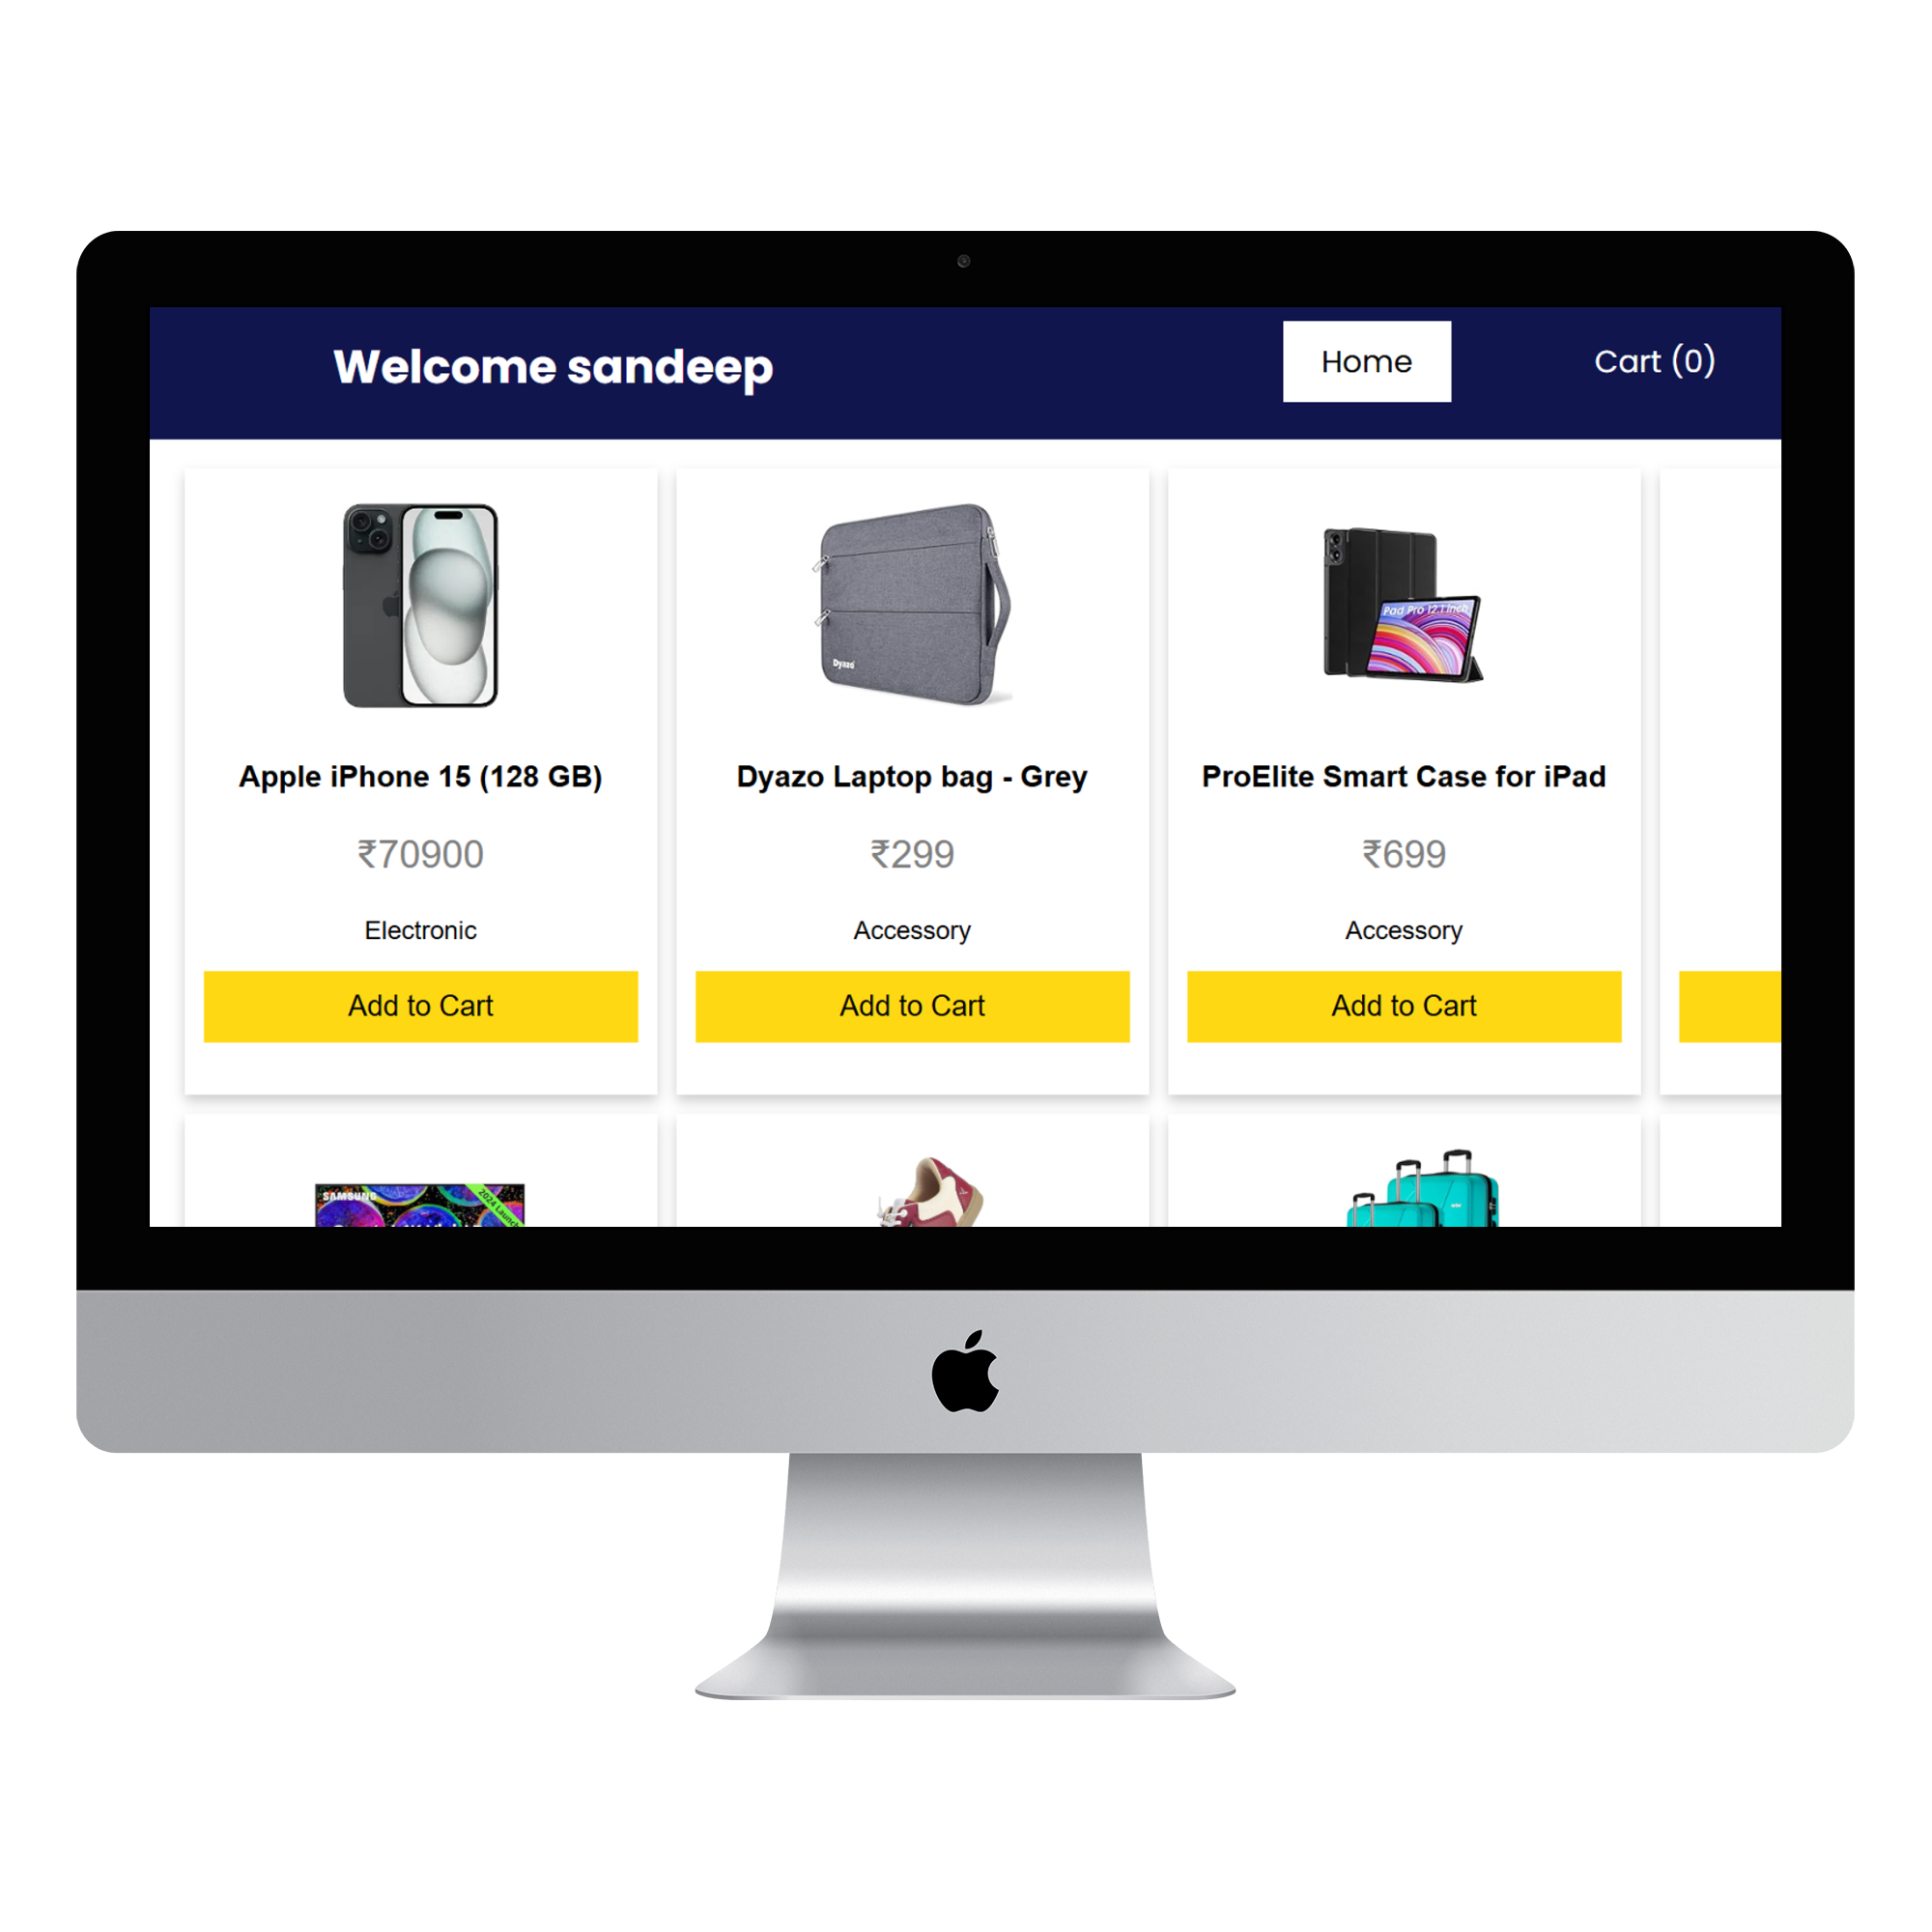 Welcome sandeep
Home
Cart (0)
Pad Pro 12.1 inch
Dyazo
Apple iPhone 15 (128 GB)
Dyazo Laptop bag - Grey
ProElite Smart Case for iPad
₹70900
₹299
₹699
Electronic
Accessory
Accessory
Add to Cart
Add to Cart
Add to Cart
SAMSUNG
2024 Launch